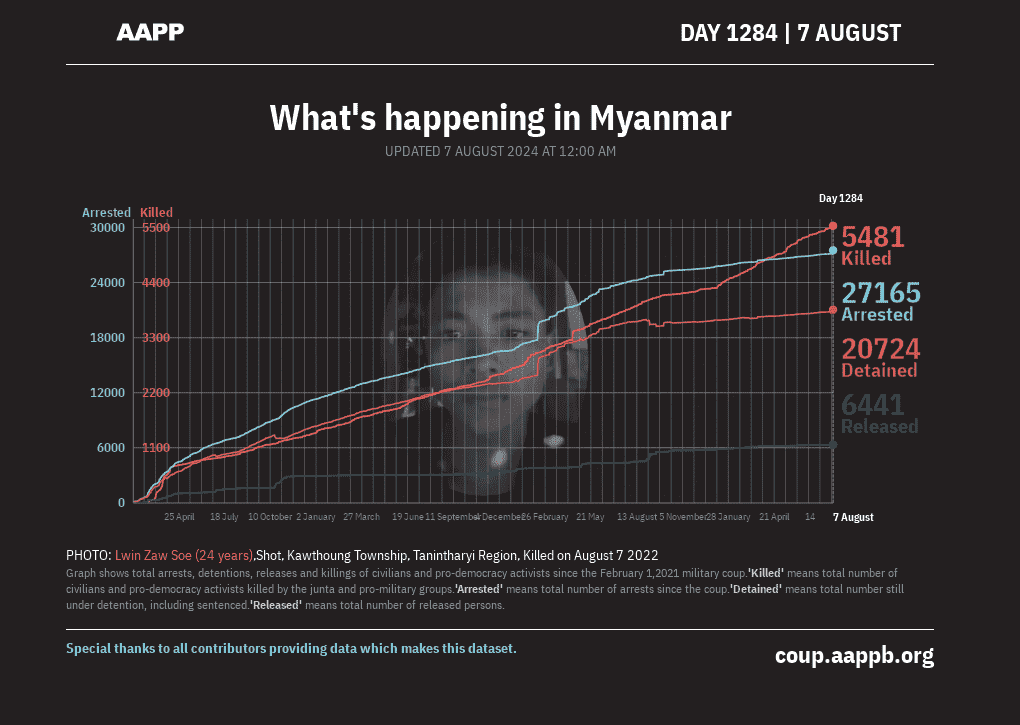 AAPP
DAY 1284 | 7 AUGUST
What's happening in Myanmar
UPDATED 7 AUGUST 2024 AT 12:00 AM
Day 1284
Arrested Killed
30000 5500
24000 4400
18000 3300
12000 2200
6000 1100
0
5481
Killed
27165
Arrested
20724
Detained
6441
Released
25 April 18 July 10 October 2 January 27 March 19 June 11 September 4 December 26 February 21 May 13 August 5 November 28 January 21 April 14 7 August
PHOTO: Lwin Zaw Soe (24 years),Shot, Kawthoung Township, Tanintharyi Region, Killed on August 7 2022
Graph shows total arrests, detentions, releases and killings of civilians and pro-democracy activists since the February 1,2021 military coup.'Killed' means total number of
civilians and pro-democracy activists killed by the junta and pro-military groups.'Arrested' means total number of arrests since the coup.'Detained' means total number still
under detention, including sentenced.'Released' means total number of released persons.
Special thanks to all contributors providing data which makes this dataset.
coup.aappb.org